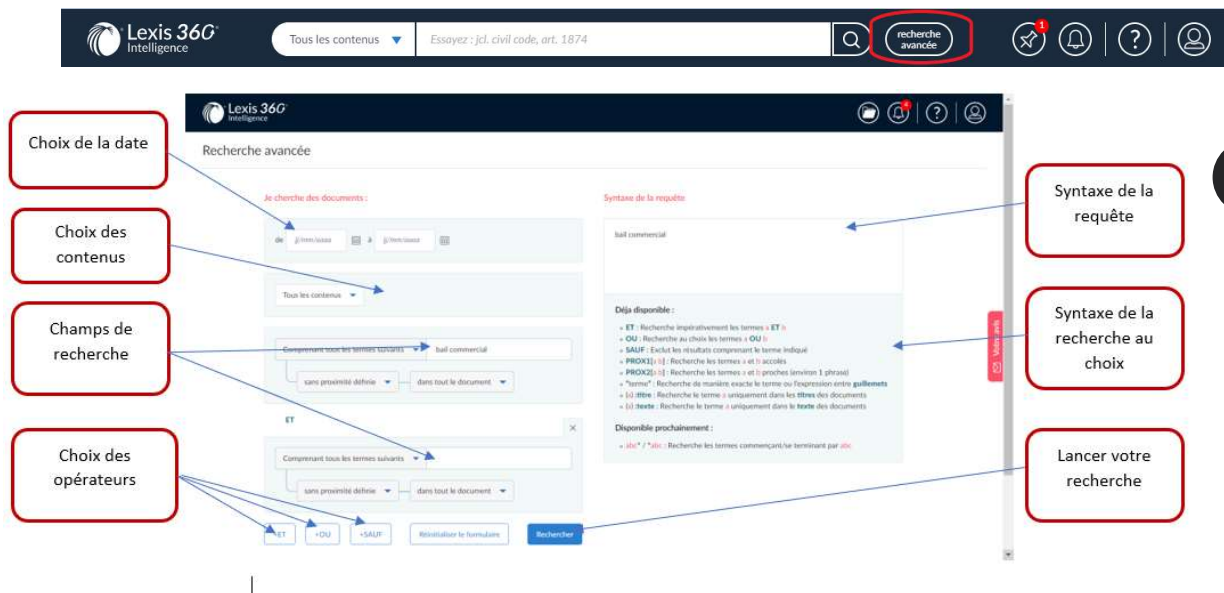 Lexis 360
Intelligence
Tous les contenus
Essayez : jcl. civil code, art. 1874
recherche
avancée
1
?
Lexis 360
Intelligence
4
?
Recherche avancée
Choix de la date
Je cherche des documents :
Syntaxe de la requête
Syntaxe de la
requête
Choix des
contenus
de jj/mm/aaaa à jj/mm/aaaa
bail commercial
Tous les contenus
Champs de
recherche
Déja disponible :
• ET : Recherche impérativement les termes a ET b
• OU : Recherche au choix les termes a OU b
• SAUF : Exclut les résultats comprenant le terme indiqué
• PROX1[a b] : Recherche les termes a et b accolés
• PROX2[a b] : Recherche les termes a et b proches (environ 1 phrase)
• "terme" : Recherche de manière exacte le terme ou l'expression entre guillemets
• (a) :titre : Recherche le terme a uniquement dans les titres des documents
• (a) :texte : Recherche le terme a uniquement dans le texte des documents
Disponible prochainement :
• abc* / *abc : Recherche les termes commençant/se terminant par abc
Syntaxe de la
recherche au
choix
Votre avis
Comprenant tous les termes suivants bail commercial
sans proximité définie dans tout le document
ET
Choix des
opérateurs
Comprenant tous les termes suivants
sans proximité définie dans tout le document
Lancer votre
recherche
+ET +OU +SAUF Réinitialiser le formulaire Rechercher